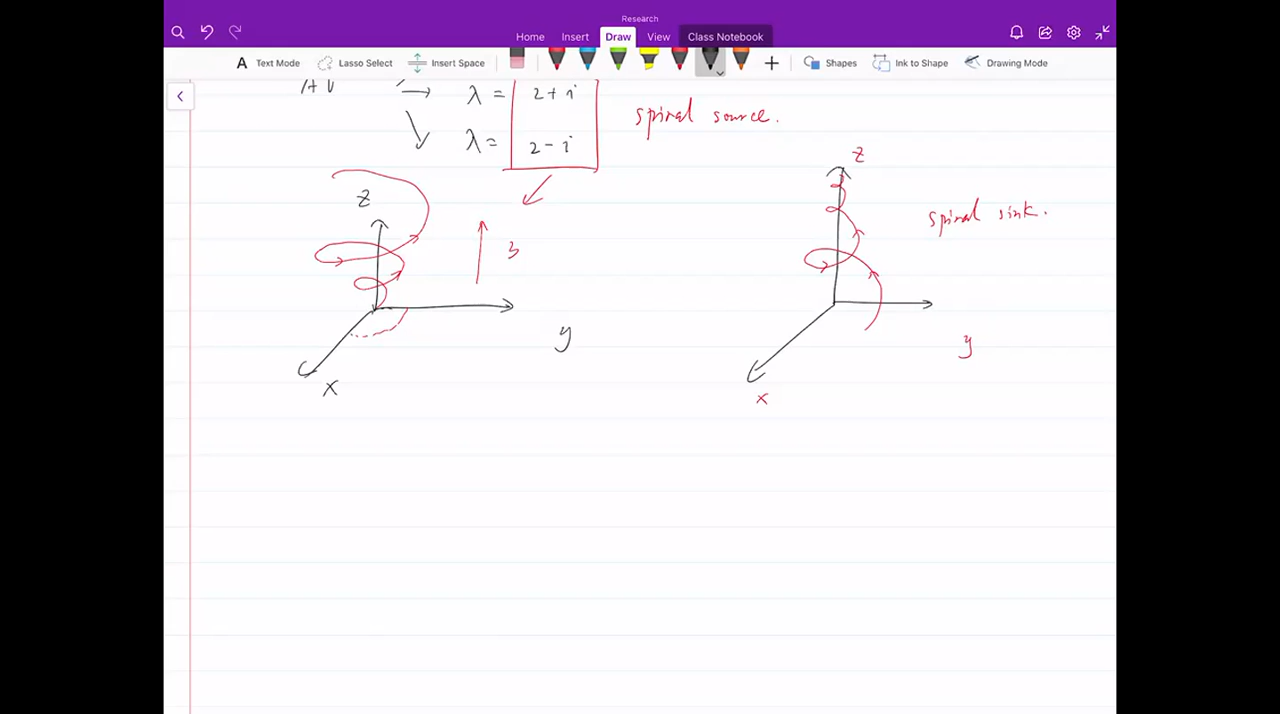 Research
Home Insert Draw View Class Notebook
A Text Mode Lasso Select Insert Space Shapes Ink to Shape Drawing Mode
λ = 2 + i
spiral source.
λ = 2 - i
z
z
spiral sink.
3
y
y
x
x